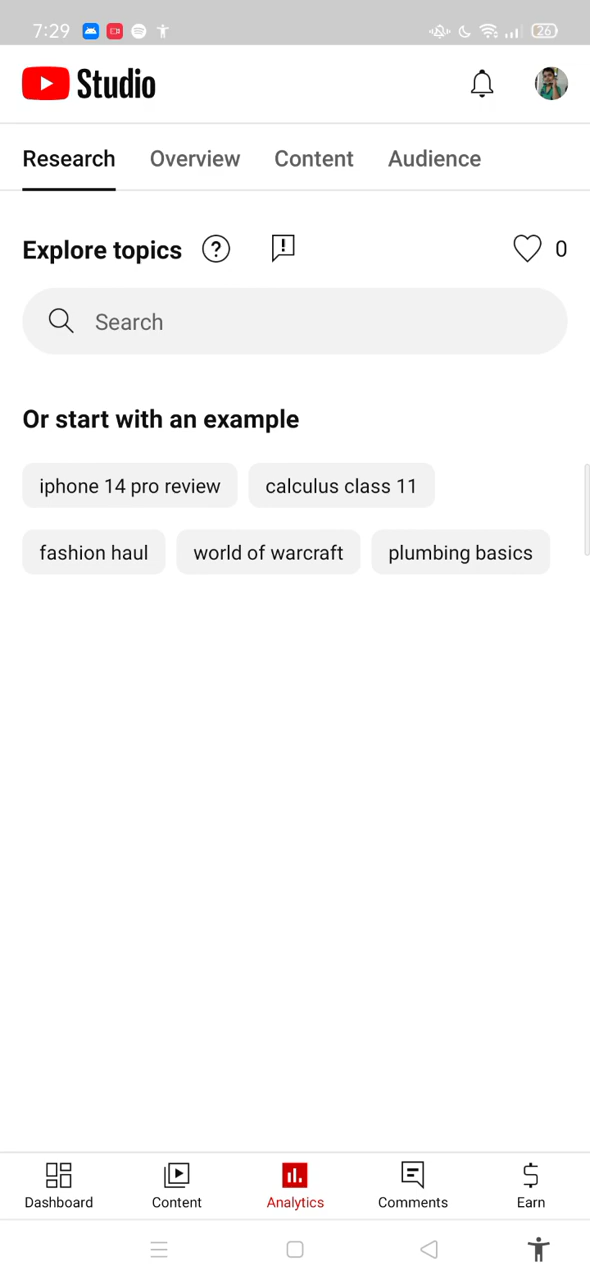 7:29
26
Studio
Research Overview Content Audience
Explore topics ? ! 0
Search
Or start with an example
iphone 14 pro review calculus class 11
fashion haul world of warcraft plumbing basics
Dashboard Content Analytics Comments Earn